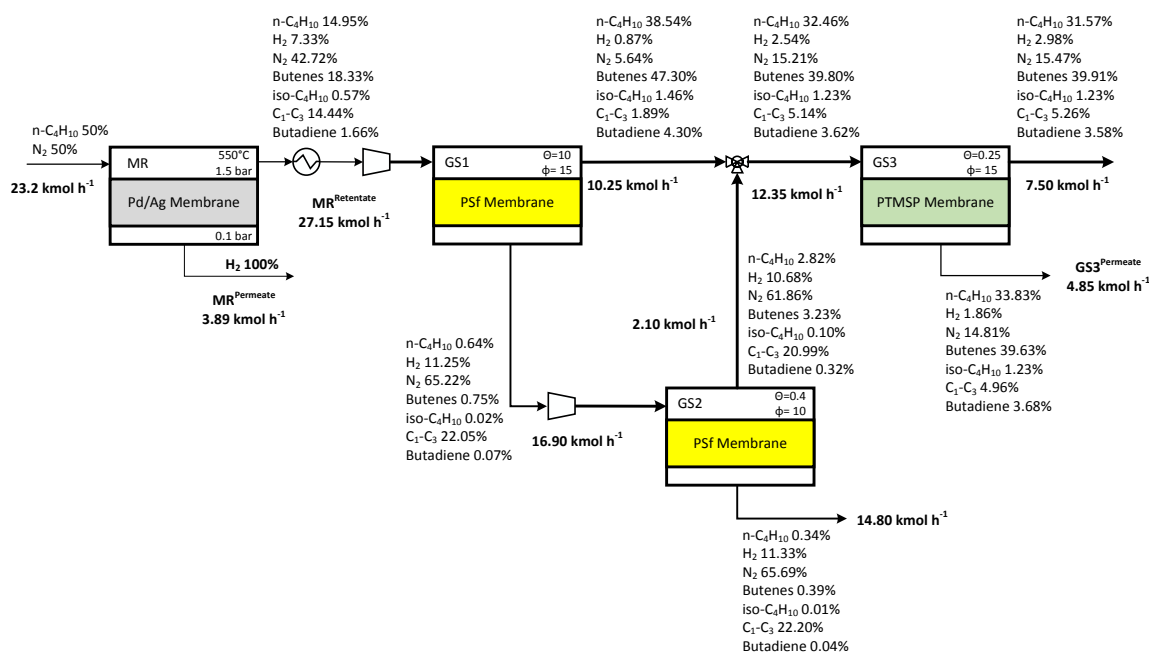 n-C₄H₁₀ 14.95%
H₂ 7.33%
N₂ 42.72%
Butenes 18.33%
iso-C₄H₁₀ 0.57%
C₁-C₃ 14.44%
Butadiene 1.66%
n-C₄H₁₀ 38.54%
H₂ 0.87%
N₂ 5.64%
Butenes 47.30%
iso-C₄H₁₀ 1.46%
C₁-C₃ 1.89%
Butadiene 4.30%
n-C₄H₁₀ 32.46%
H₂ 2.54%
N₂ 15.21%
Butenes 39.80%
iso-C₄H₁₀ 1.23%
C₁-C₃ 5.14%
Butadiene 3.62%
n-C₄H₁₀ 31.57%
H₂ 2.98%
N₂ 15.47%
Butenes 39.91%
iso-C₄H₁₀ 1.23%
C₁-C₃ 5.26%
Butadiene 3.58%
n-C₄H₁₀ 50%
N₂ 50%
23.2 kmol h⁻¹
MR
550°C
1.5 bar
Pd/Ag Membrane
0.1 bar
H₂ 100%
MR^Permeate
3.89 kmol h⁻¹
MR^Retentate
27.15 kmol h⁻¹
GS1
Θ=10
ϕ= 15
PSf Membrane
10.25 kmol h⁻¹
12.35 kmol h⁻¹
GS3
Θ=0.25
ϕ= 15
PTMSP Membrane
7.50 kmol h⁻¹
GS3^Permeate
4.85 kmol h⁻¹
n-C₄H₁₀ 33.83%
H₂ 1.86%
N₂ 14.81%
Butenes 39.63%
iso-C₄H₁₀ 1.23%
C₁-C₃ 4.96%
Butadiene 3.68%
2.10 kmol h⁻¹
n-C₄H₁₀ 2.82%
H₂ 10.68%
N₂ 61.86%
Butenes 3.23%
iso-C₄H₁₀ 0.10%
C₁-C₃ 20.99%
Butadiene 0.32%
n-C₄H₁₀ 0.64%
H₂ 11.25%
N₂ 65.22%
Butenes 0.75%
iso-C₄H₁₀ 0.02%
C₁-C₃ 22.05%
Butadiene 0.07%
16.90 kmol h⁻¹
GS2
Θ=0.4
ϕ= 10
PSf Membrane
14.80 kmol h⁻¹
n-C₄H₁₀ 0.34%
H₂ 11.33%
N₂ 65.69%
Butenes 0.39%
iso-C₄H₁₀ 0.01%
C₁-C₃ 22.20%
Butadiene 0.04%